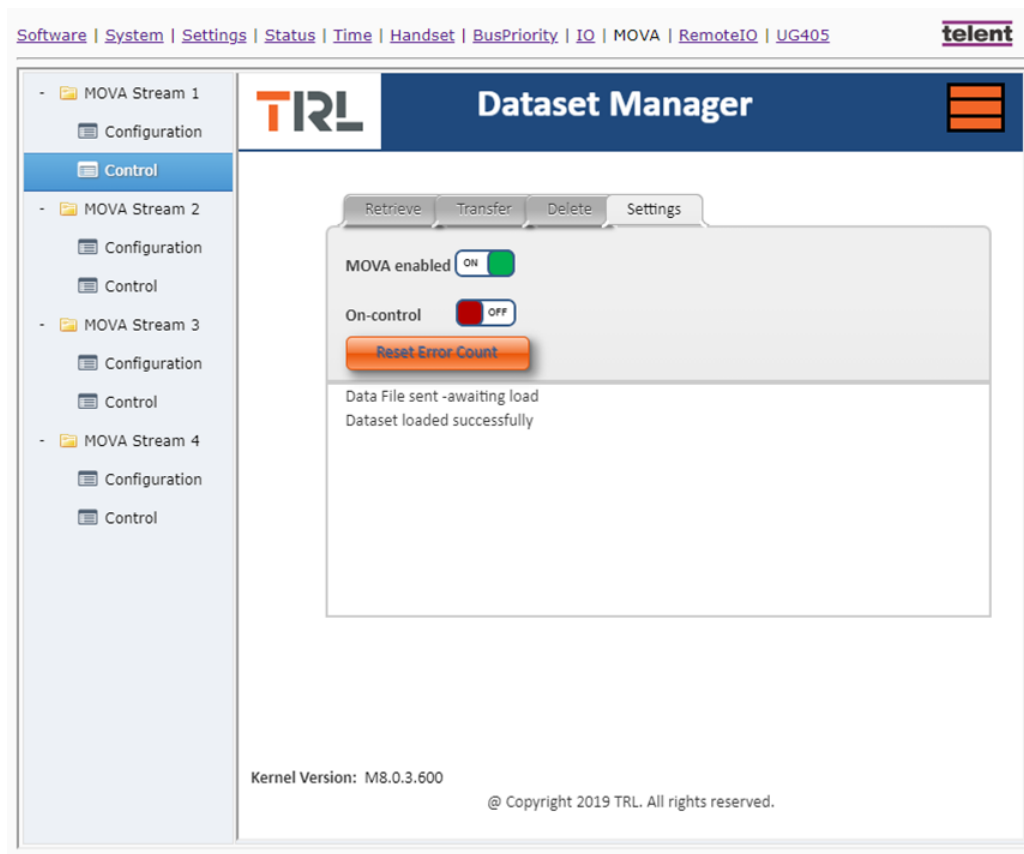 Software | System | Settings | Status | Time | Handset | BusPriority | IO | MOVA | RemoteIO | UG405
telent
- MOVA Stream 1
Configuration
Control
- MOVA Stream 2
Configuration
Control
- MOVA Stream 3
Configuration
Control
- MOVA Stream 4
Configuration
Control
TRL
Dataset Manager
Retrieve Transfer Delete Settings
MOVA enabled ON
On-control OFF
Reset Error Count
Data File sent -awaiting load
Dataset loaded successfully
Kernel Version: M8.0.3.600
@ Copyright 2019 TRL. All rights reserved.